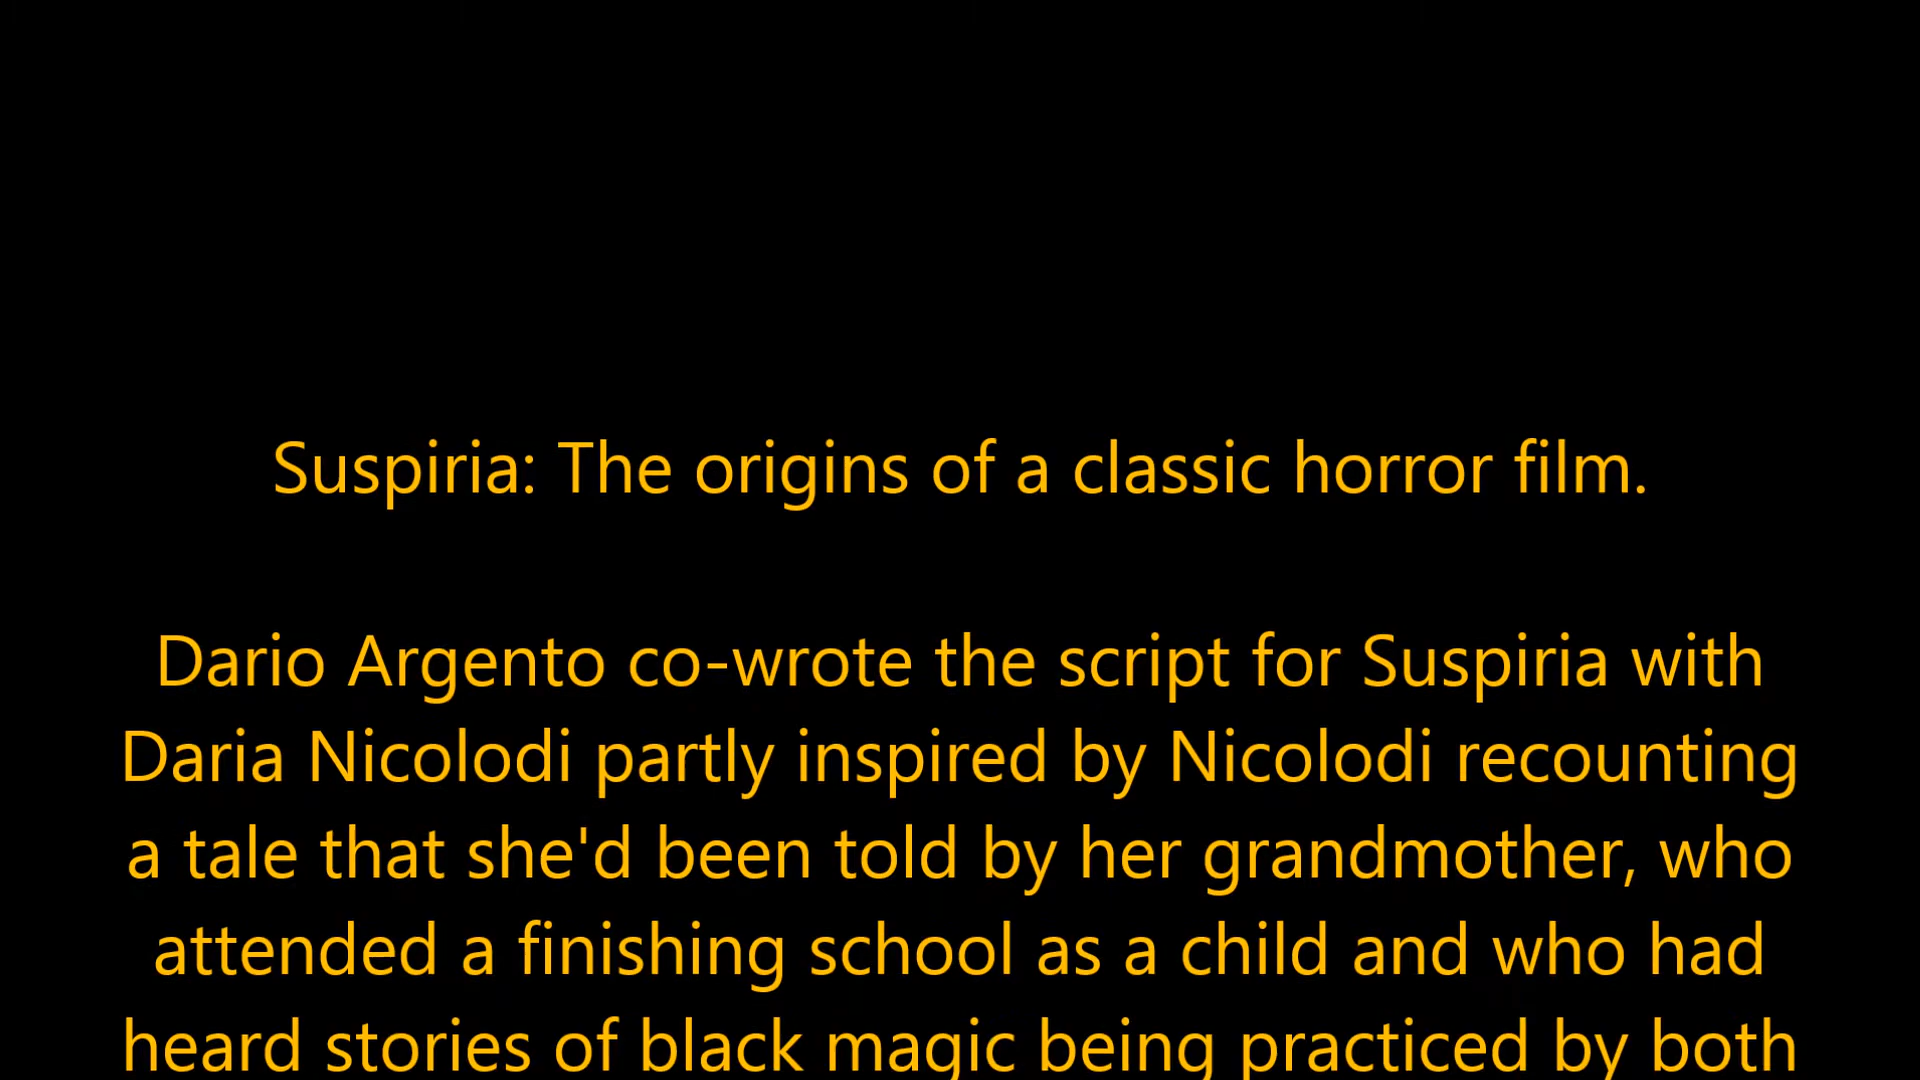 Suspiria: The origins of a classic horror film.
Dario Argento co-wrote the script for Suspiria with
Daria Nicolodi partly inspired by Nicolodi recounting
a tale that she'd been told by her grandmother, who
attended a finishing school as a child and who had
heard stories of black magic being practiced by both